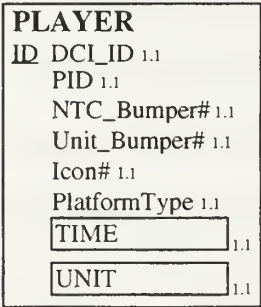 PLAYER
ID DCI_ID 1.1
PID 1.1
NTC_Bumper# 1.1
Unit_Bumper# 1.1
Icon# 1.1
PlatformType 1.1
TIME 1.1
UNIT 1.1